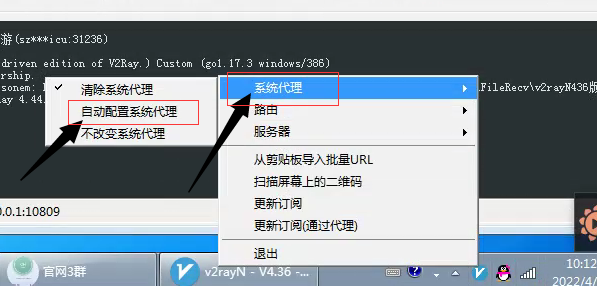 游(sz***icu:31236)
driven edition of V2Ray.) Custom (go1.17.3 windows/386)
rship.
sonem:
FileRecv\v2rayN436版
ay 4.44.
清除系统代理
自动配置系统代理
不改变系统代理
系统代理
路由
服务器
从剪贴板导入批量URL
扫描屏幕上的二维码
更新订阅
更新订阅(通过代理)
退出
0.0.1:10809
官网3群
v2rayN - V4.36 -...
10:12
2022/4/